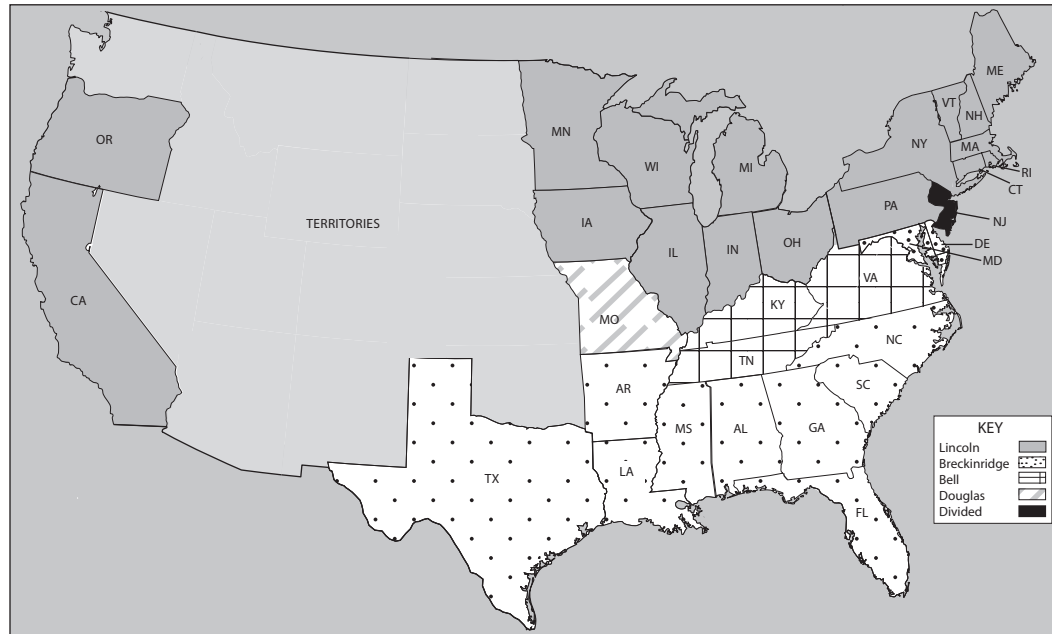 ME
VT
NH
MN
OR
NY
MA
WI
MI
RI
CT
PA
IA
NJ
TERRITORIES
OH
IL
IN
DE
MD
VA
CA
KY
MO
NC
TN
SC
AR
MS
AL
GA
KEY
Lincoln
LA
Breckinridge
TX
Bell
Douglas
FL
Divided